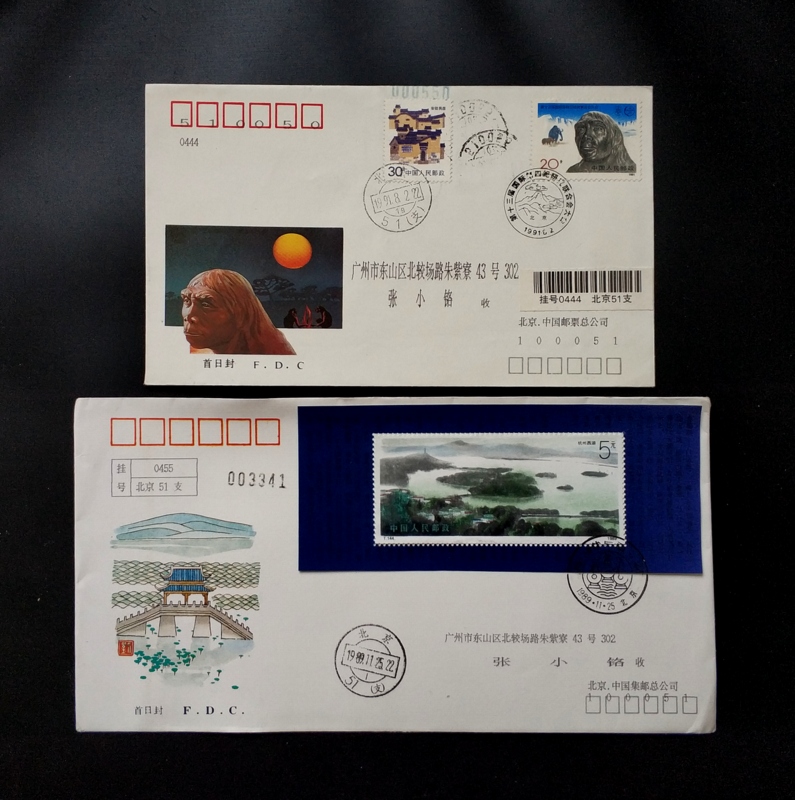 000550
510050
0444
30分
中国人民邮政
20分
中国人民邮政
1991.8.2.22
51(支)
北京
广州市东山区北较场路朱紫寮 43 号 302
张 小 铬 收
挂号0444 北京51支
北京.中国邮票总公司
100051
首日封 F. D. C
挂 0455
号 北京 51 支
003341
杭州西湖
5元
中国人民邮政
1989·11·25 北京
北京
1989.11.25.22
51(支)
广州市东山区北较场路朱紫寮 43 号 302
张 小 铬 收
北京.中国集邮总公司
100051
首日封 F. D. C.